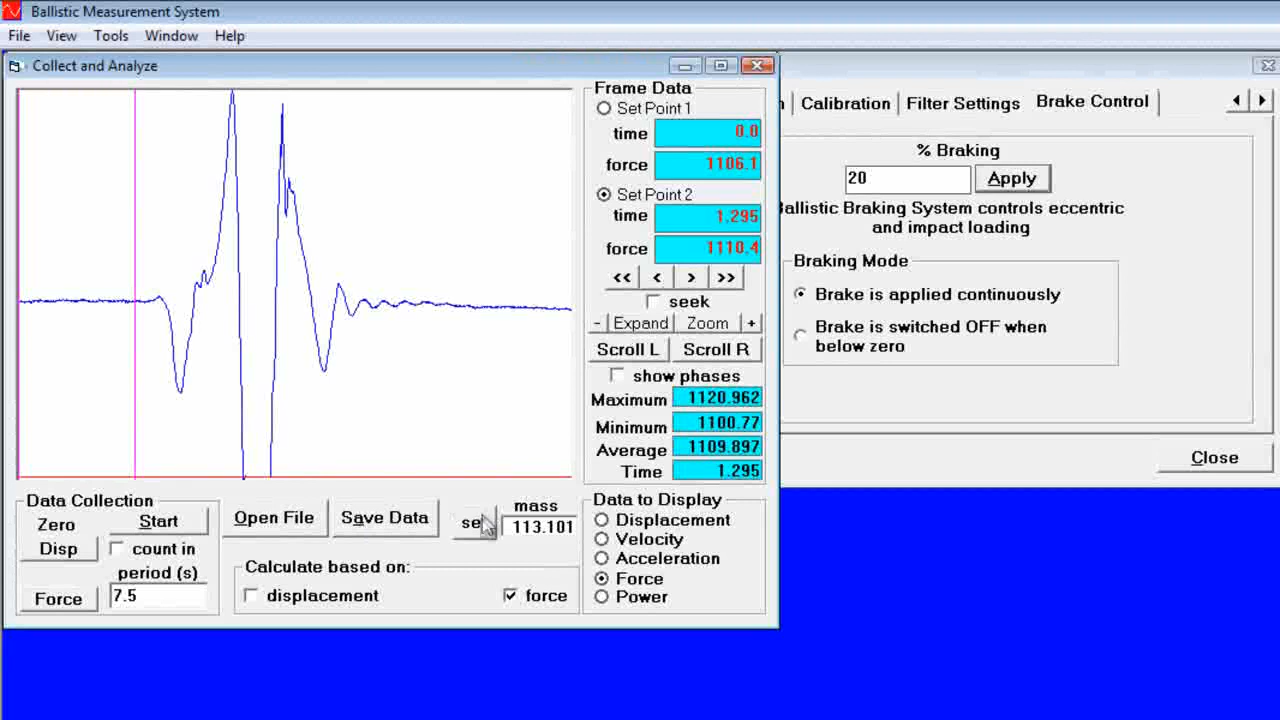 Ballistic Measurement System
File View Tools Window Help
Collect and Analyze
Frame Data
Set Point 1
time 0.0
force 1106.1
Set Point 2
time 1.295
force 1110.4
<< < > >>
seek
- Expand Zoom +
Scroll L Scroll R
show phases
Maximum 1120.962
Minimum 1100.77
Average 1109.897
Time 1.295
Data Collection
Zero
Start
Disp
count in
period (s)
Force
7.5
Open File
Save Data
se
mass
113.101
Calculate based on:
displacement
force
Data to Display
Displacement
Velocity
Acceleration
Force
Power
Calibration Filter Settings Brake Control
% Braking
20
Apply
Ballistic Braking System controls eccentric
and impact loading
Braking Mode
Brake is applied continuously
Brake is switched OFF when
below zero
Close